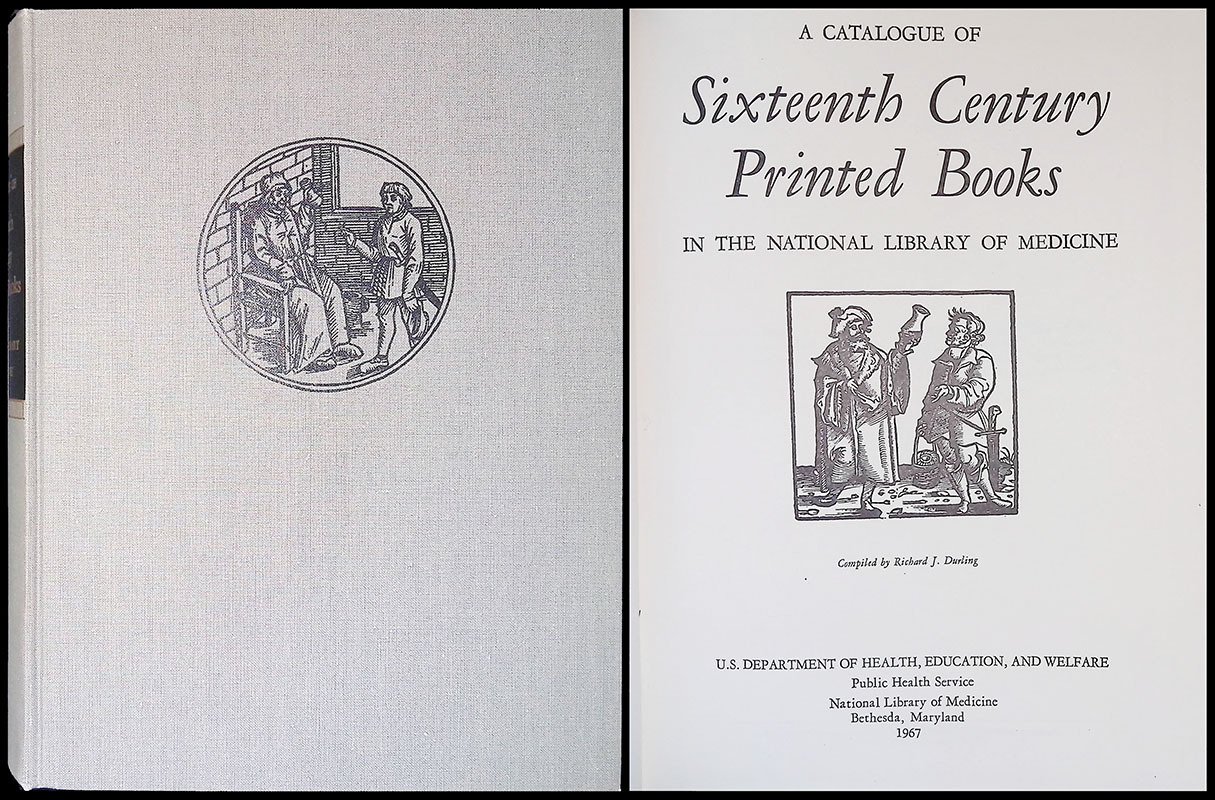 A CATALOGUE OF
Sixteenth Century
Printed Books
IN THE NATIONAL LIBRARY OF MEDICINE
Compiled by Richard J. Durling
U.S. DEPARTMENT OF HEALTH, EDUCATION, AND WELFARE
Public Health Service
National Library of Medicine
Bethesda, Maryland
1967